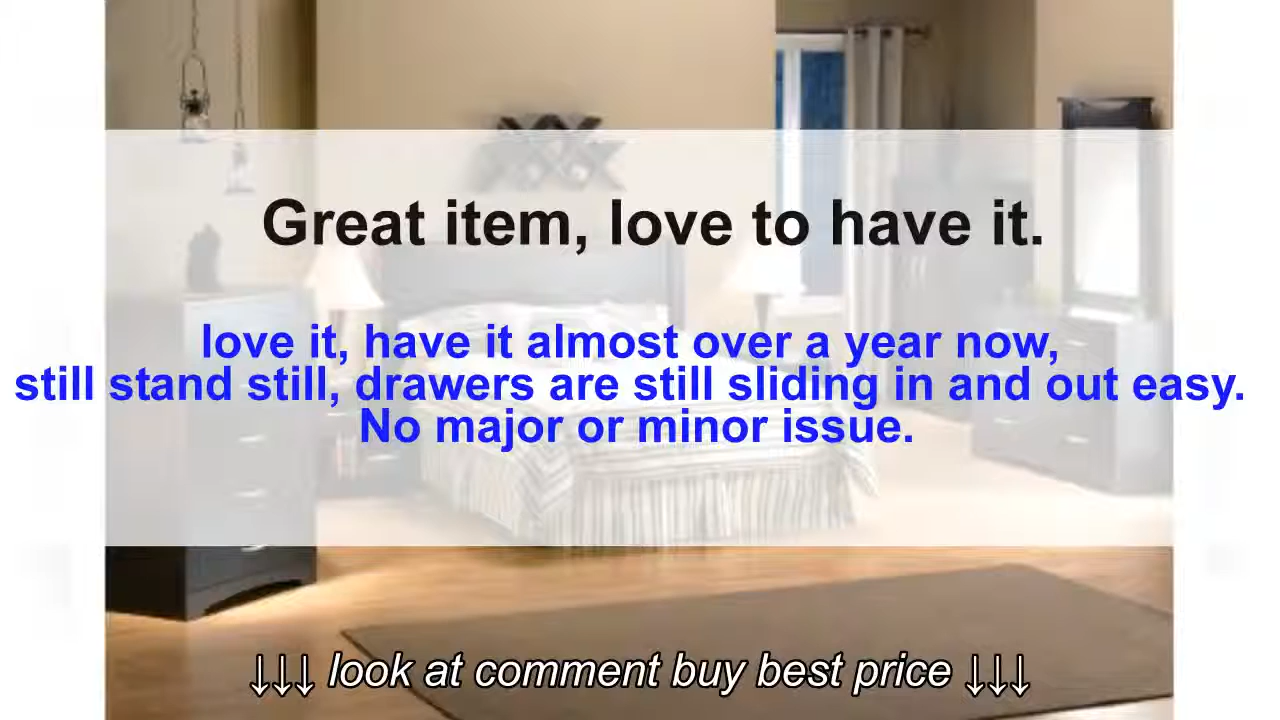 Great item, love to have it.
love it, have it almost over a year now,
still stand still, drawers are still sliding in and out easy.
No major or minor issue.
↓↓↓ look at comment buy best price ↓↓↓